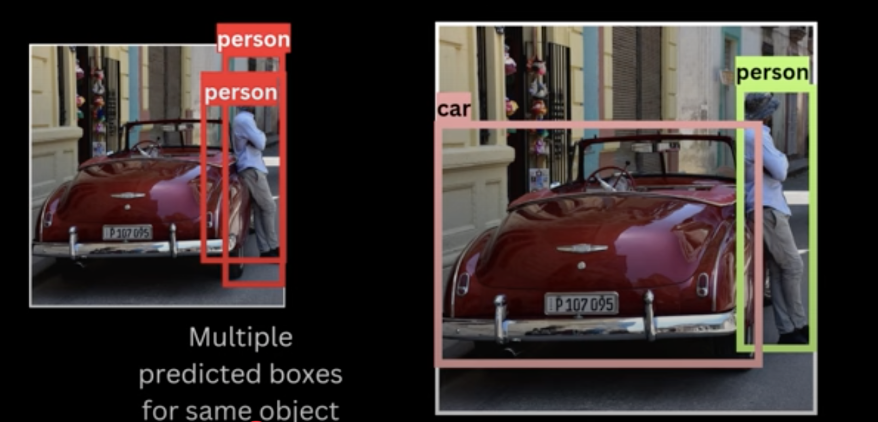 person
person
P 107 095
Multiple
predicted boxes
for same object
car
person
P 107 095